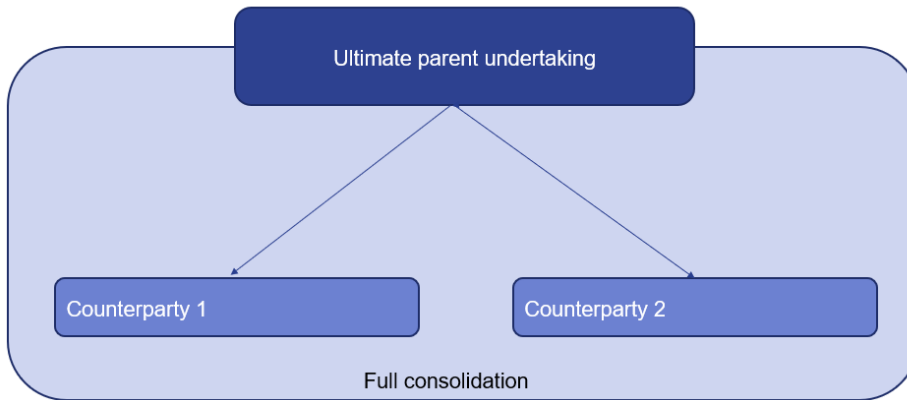 Ultimate parent undertaking
Counterparty 1
Counterparty 2
Full consolidation